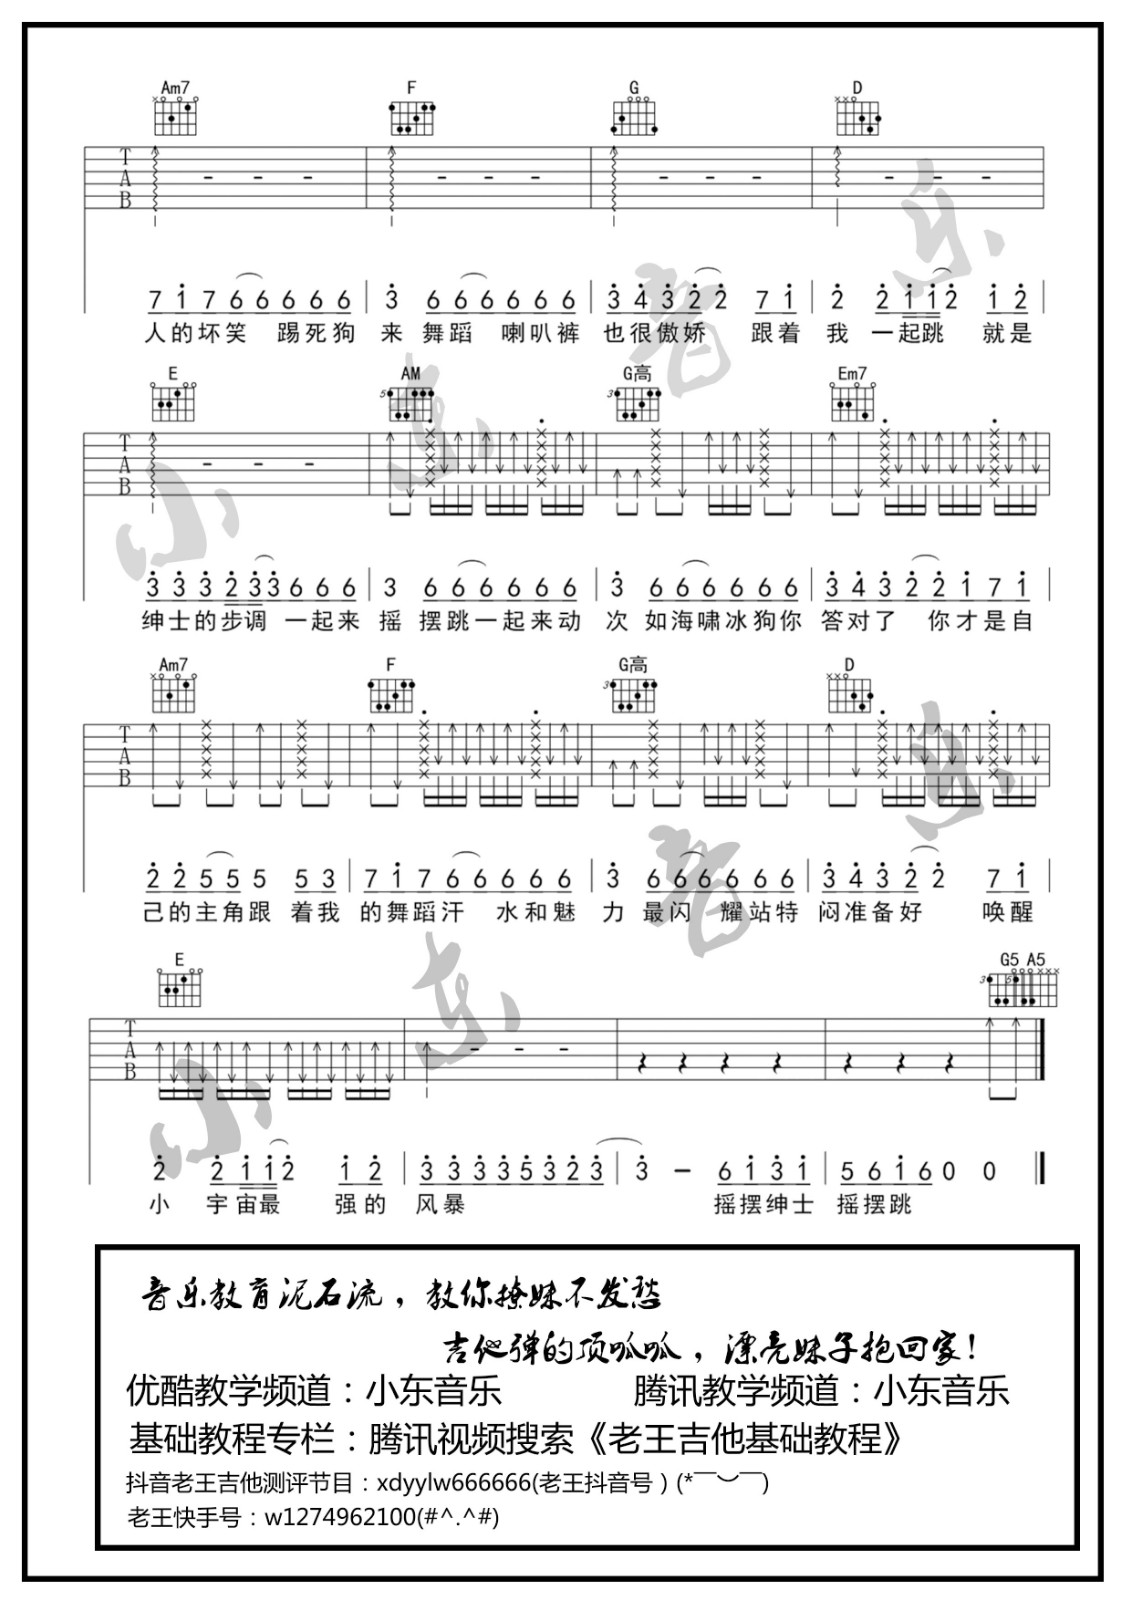 Am7 F G D
T A B
7 1 7 6 6 6 6 6 3 6 6 6 6 6 6 3 4 3 2 2 7 1 2 2 1 1 2 1 2
人的坏笑 踢死狗 来 舞蹈 喇叭裤 也很傲娇 跟着 我 一起跳 就是
E 5 AM 3 G高 Em7
T A B
3 3 3 2 3 3 6 6 6 3 6 6 6 6 6 6 3 6 6 6 6 6 6 3 4 3 2 2 1 7 1
绅士的步调 一起来 摇 摆跳一起来动 次 如海啸冰狗你 答对了 你才是自
Am7 F 3 G高 D
T A B
2 2 5 5 5 5 3 7 1 7 6 6 6 6 6 3 6 6 6 6 6 6 3 4 3 2 2 7 1
己的主角跟 着我 的舞蹈汗 水和魅 力 最闪 耀站特 闷准备好 唤醒
E 3 G5 5 A5
T A B
2 2 1 1 2 1 2 3 3 3 3 5 3 2 3 3 - 6 1 3 1 5 6 1 6 0 0
小 宇宙最 强的 风暴 摇摆绅士 摇摆跳
小东音乐
小东音乐
音乐教育泥石流，教你撩妹不发愁
吉他弹的顶呱呱，漂亮妹子抱回家！
优酷教学频道：小东音乐 腾讯教学频道：小东音乐
基础教程专栏：腾讯视频搜索《老王吉他基础教程》
抖音老王吉他测评节目：xdyylw666666(老王抖音号）(*￣︶￣)
老王快手号：w1274962100(#^.^#)